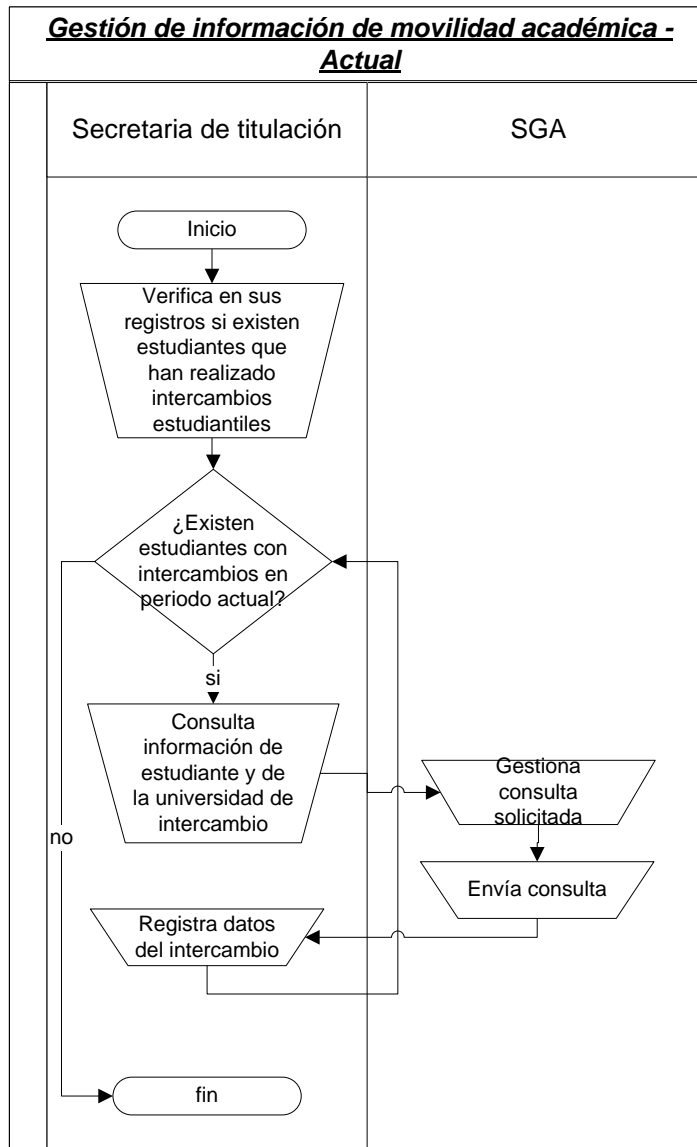 Gestión de información de movilidad académica -
Actual
Secretaria de titulación
SGA
Inicio
Verifica en sus
registros si existen
estudiantes que
han realizado
intercambios
estudiantiles
¿Existen
estudiantes con
intercambios en
periodo actual?
si
Consulta
información de
estudiante y de
la universidad de
intercambio
Gestiona
consulta
solicitada
no
Envía consulta
Registra datos
del intercambio
fin